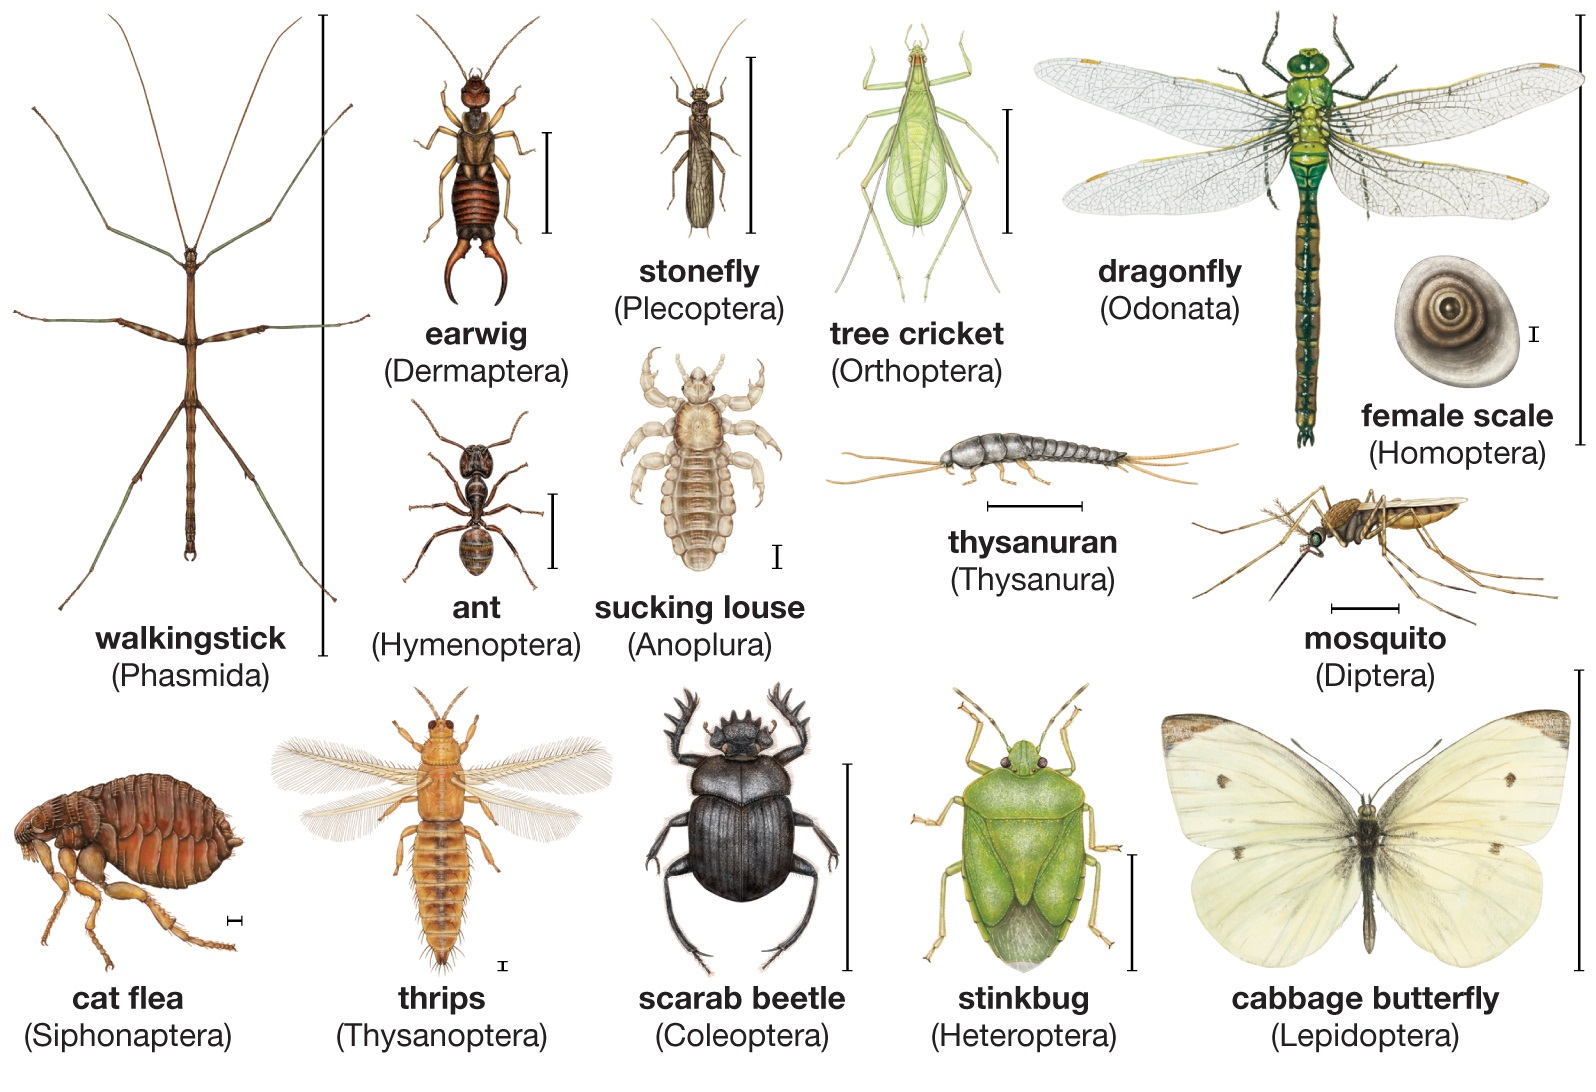 walkingstick
(Phasmida)
earwig
(Dermaptera)
stonefly
(Plecoptera)
tree cricket
(Orthoptera)
dragonfly
(Odonata)
female scale
(Homoptera)
ant
(Hymenoptera)
sucking louse
(Anoplura)
thysanuran
(Thysanura)
mosquito
(Diptera)
cat flea
(Siphonaptera)
thrips
(Thysanoptera)
scarab beetle
(Coleoptera)
stinkbug
(Heteroptera)
cabbage butterfly
(Lepidoptera)